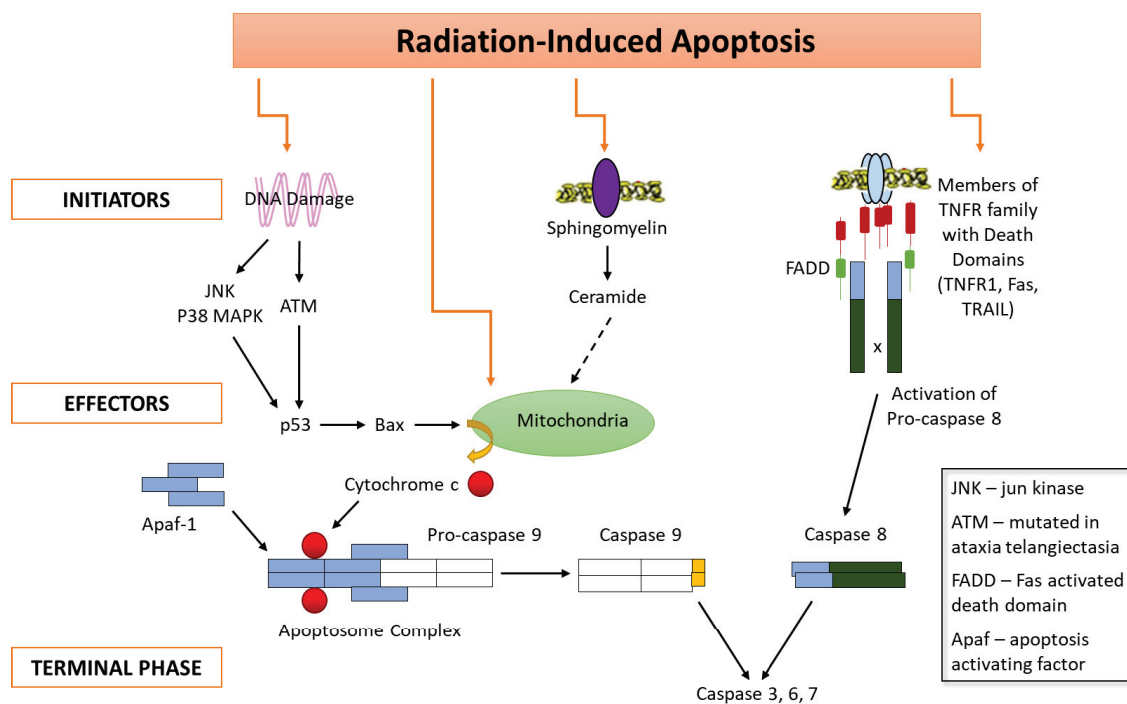 Radiation-Induced Apoptosis
INITIATORS
DNA Damage
JNK
P38 MAPK
ATM
Sphingomyelin
Ceramide
FADD
Members of
TNFR family
with Death
Domains
(TNFR1, Fas,
TRAIL)
x
EFFECTORS
p53
Bax
Mitochondria
Activation of
Pro-caspase 8
Apaf-1
Cytochrome c
Pro-caspase 9
Caspase 9
Caspase 8
Apoptosome Complex
TERMINAL PHASE
Caspase 3, 6, 7
JNK – jun kinase
ATM – mutated in
ataxia telangiectasia
FADD – Fas activated
death domain
Apaf – apoptosis
activating factor